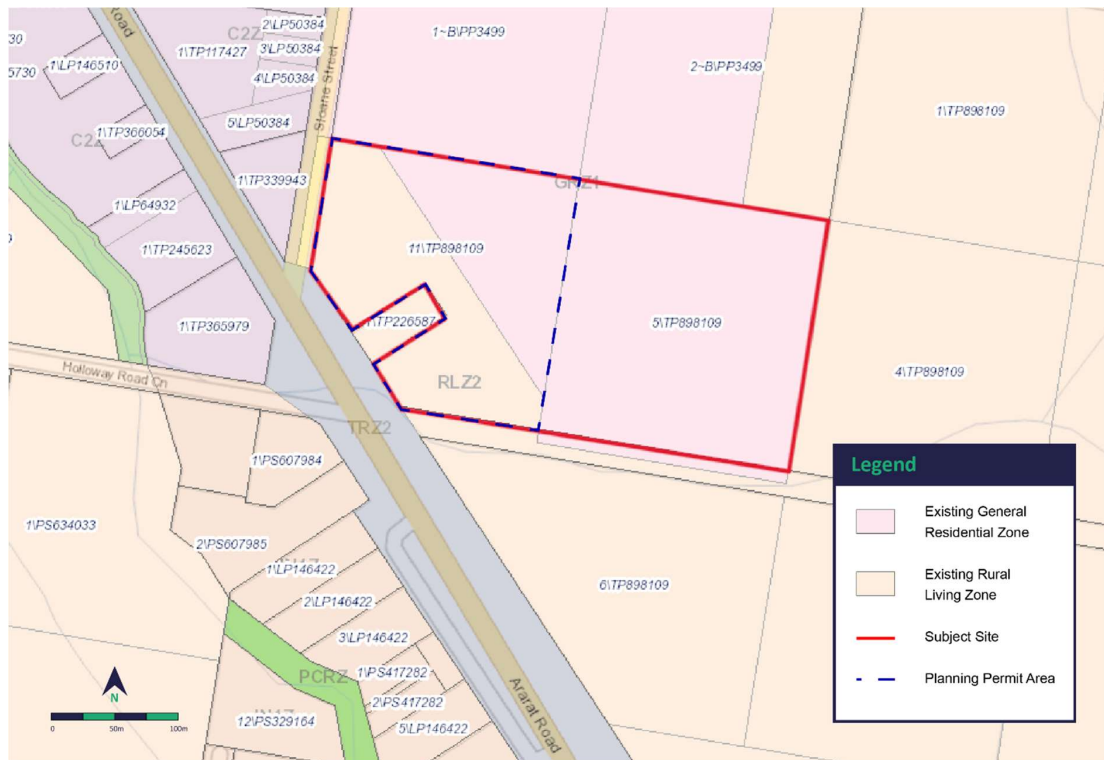 Road
30
5730
1\LP146510
C2Z
1\TP366054
1\LP64932
1\TP245623
1\TP365979
C2Z
1\TP117427
2\LP50384
3\LP50384
4\LP50384
5\LP50384
1\TP339943
Sloane Street
1~B\PP3499
2~B\PP3499
1\TP898109
GRZ1
11\TP898109
1\TP226587
RLZ2
5\TP898109
4\TP898109
Holloway Road Cn
TRZ2
1\PS607984
1\PS634033
2\PS607985
1\LP146422
2\LP146422
3\LP146422
1\PS417282
2\PS417282
5\LP146422
PCRZ
12\PS329164
6\TP898109
Ararat Road
N
0
50m
100m
Legend
Existing General
Residential Zone
Existing Rural
Living Zone
Subject Site
Planning Permit Area